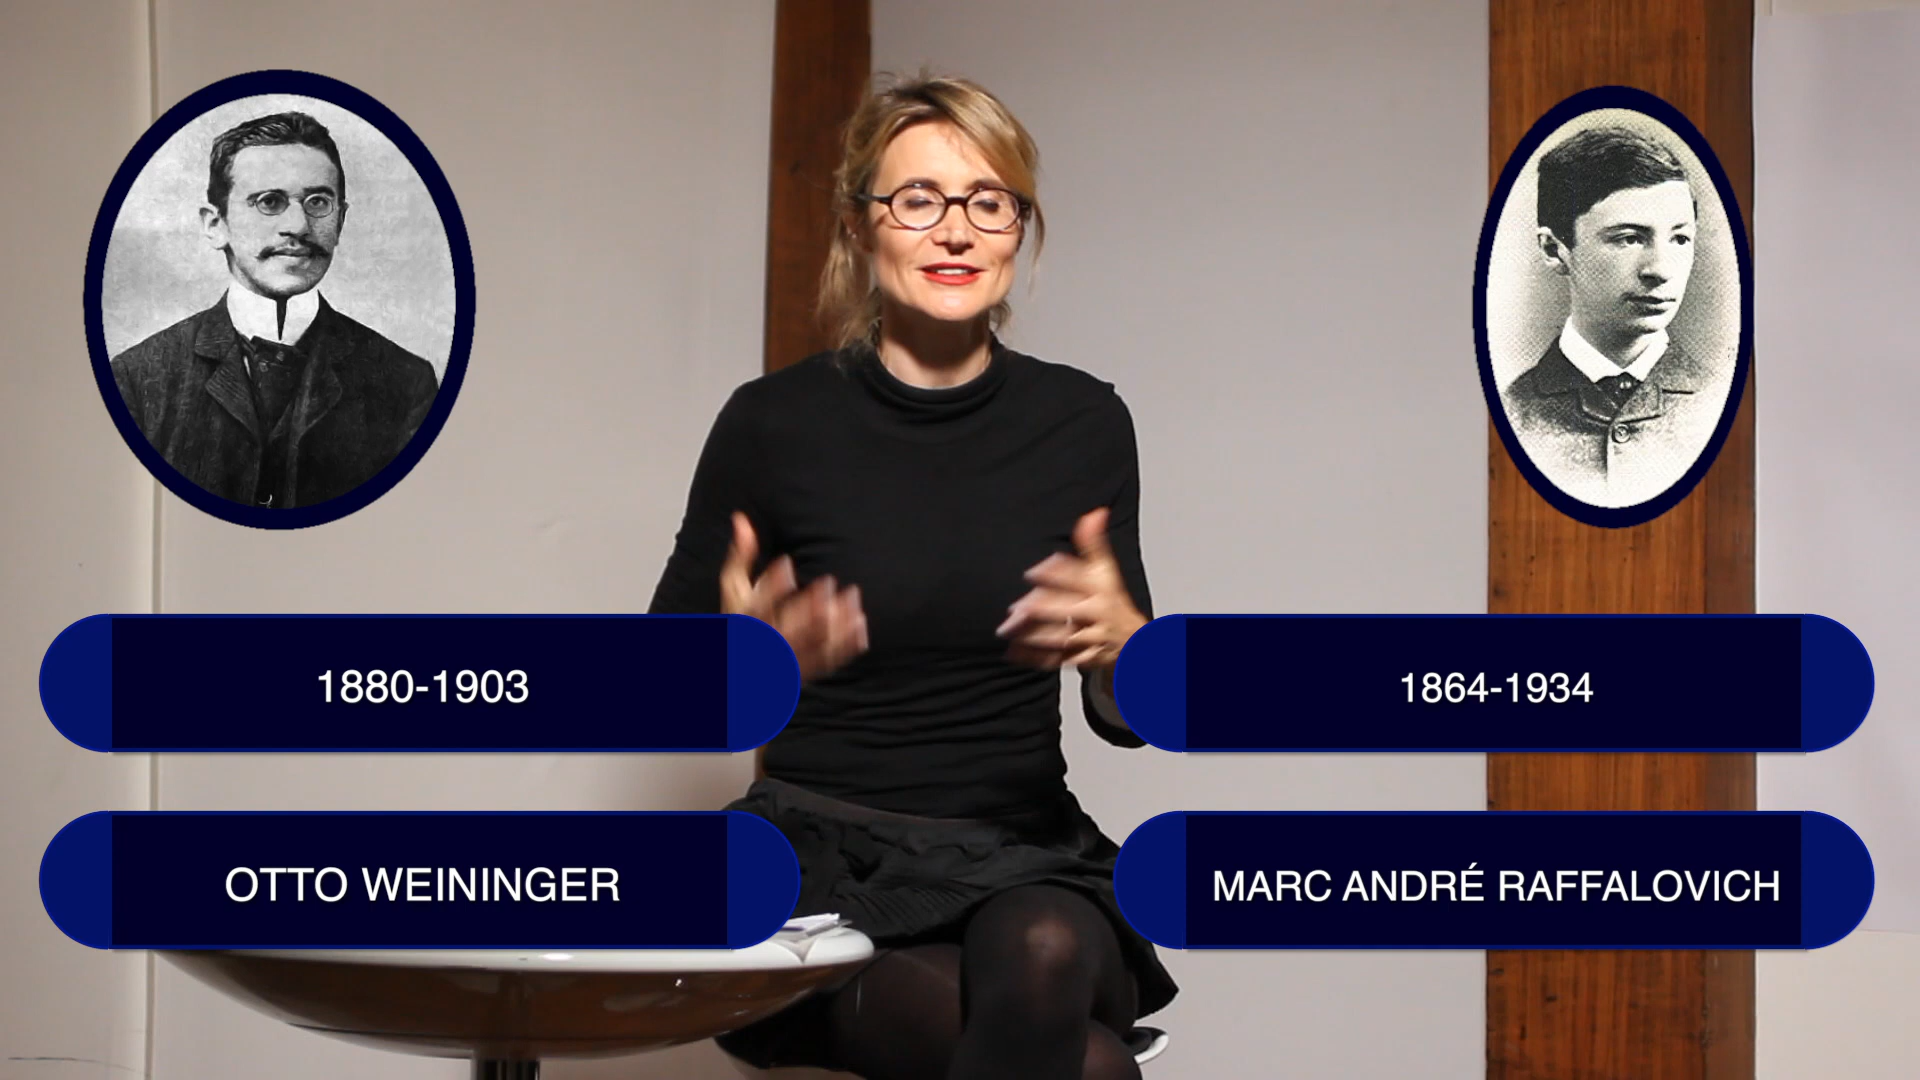 1880-1903
OTTO WEININGER
1864-1934
MARC ANDRÉ RAFFALOVICH